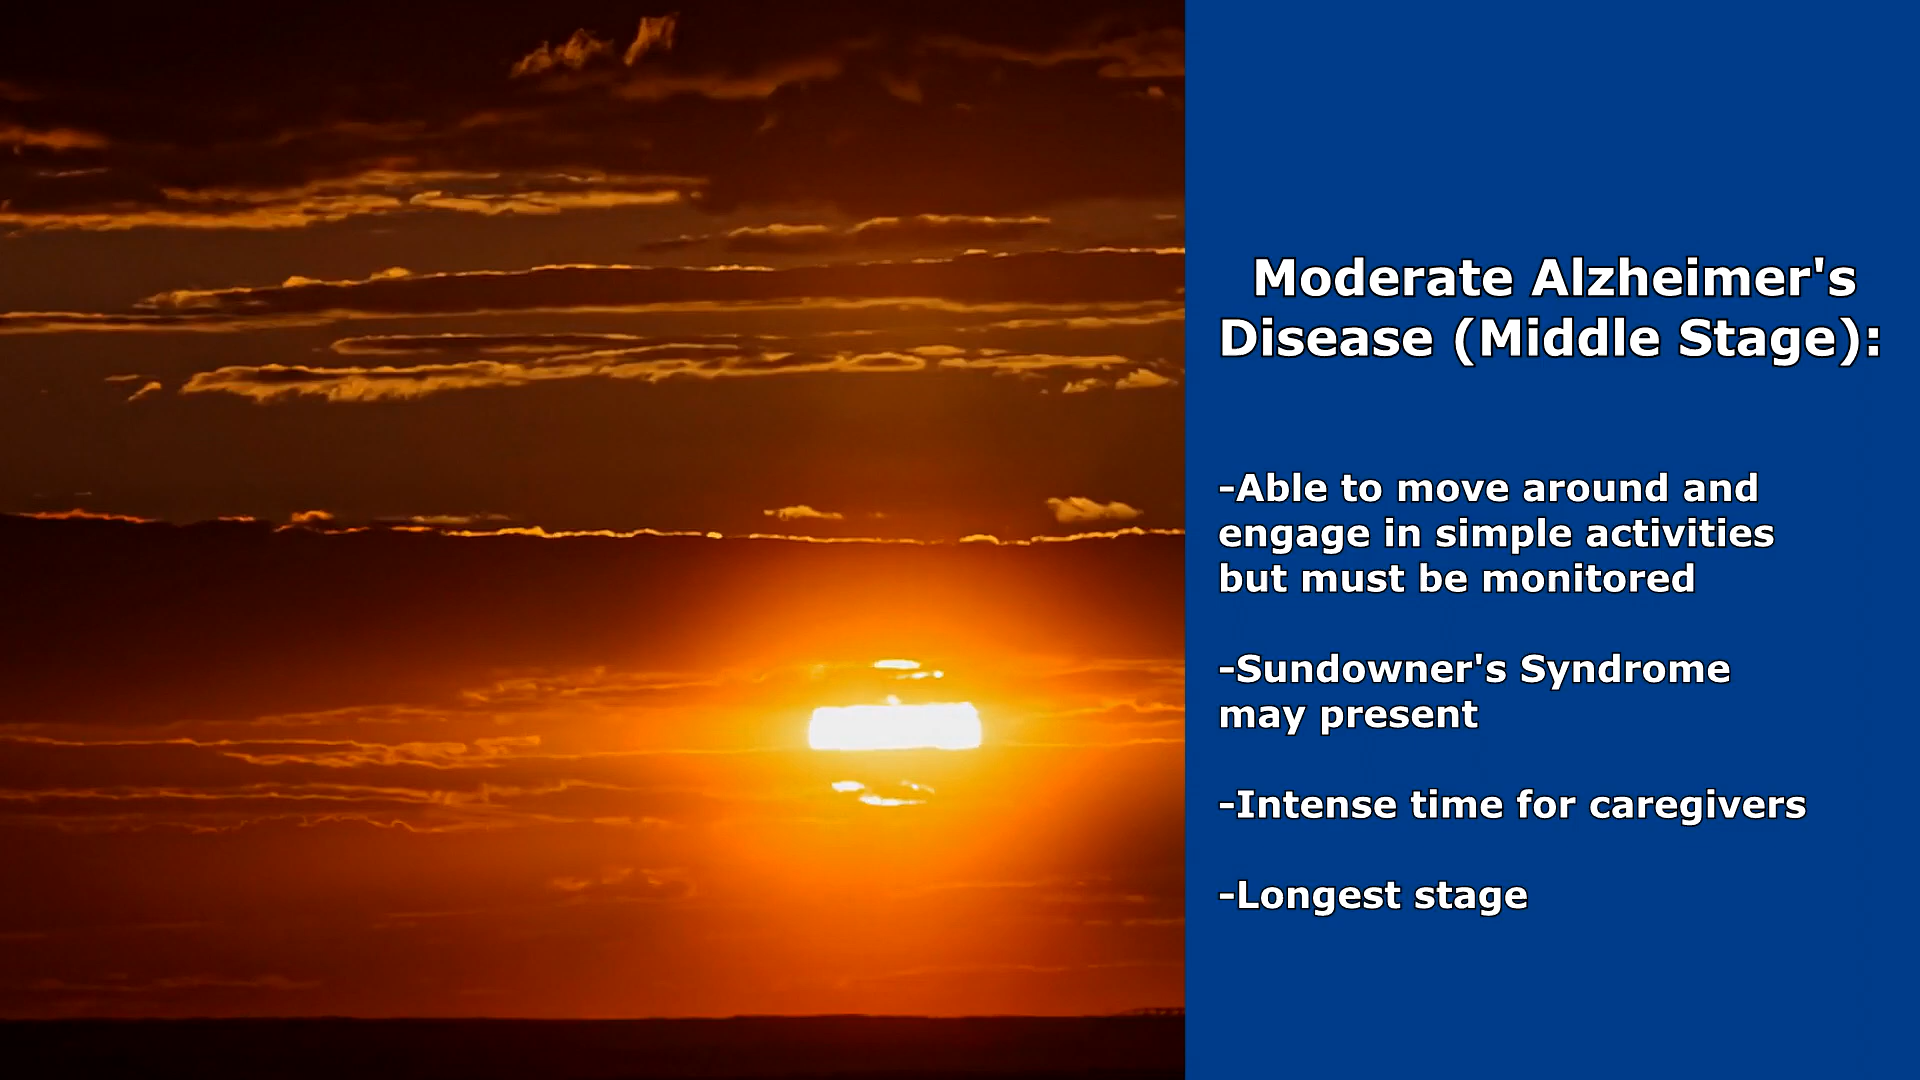 Moderate Alzheimer's
Disease (Middle Stage):
-Able to move around and
engage in simple activities
but must be monitored
-Sundowner's Syndrome
may present
-Intense time for caregivers
-Longest stage